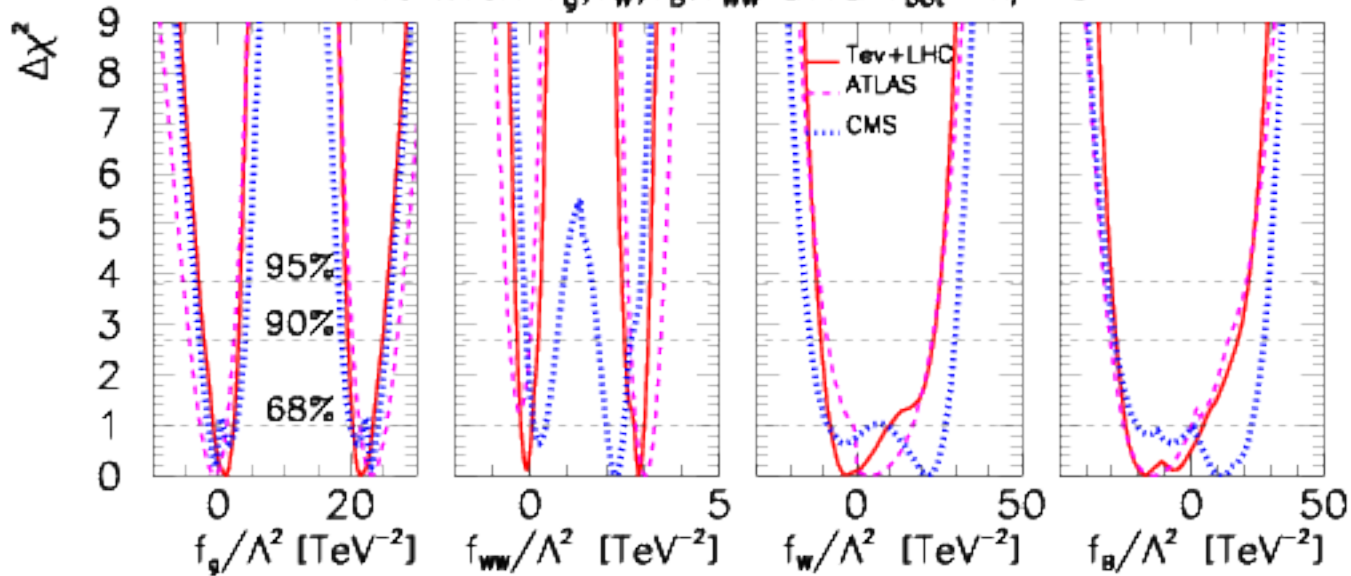 Δχ²
9
8
7
6
5
4
3
2
1
0
95%
90%
68%
Tev+LHC
ATLAS
CMS
0 20
0 5
0 50
0 50
f_g/Λ² [TeV⁻²]
f_WW/Λ² [TeV⁻²]
f_W/Λ² [TeV⁻²]
f_B/Λ² [TeV⁻²]